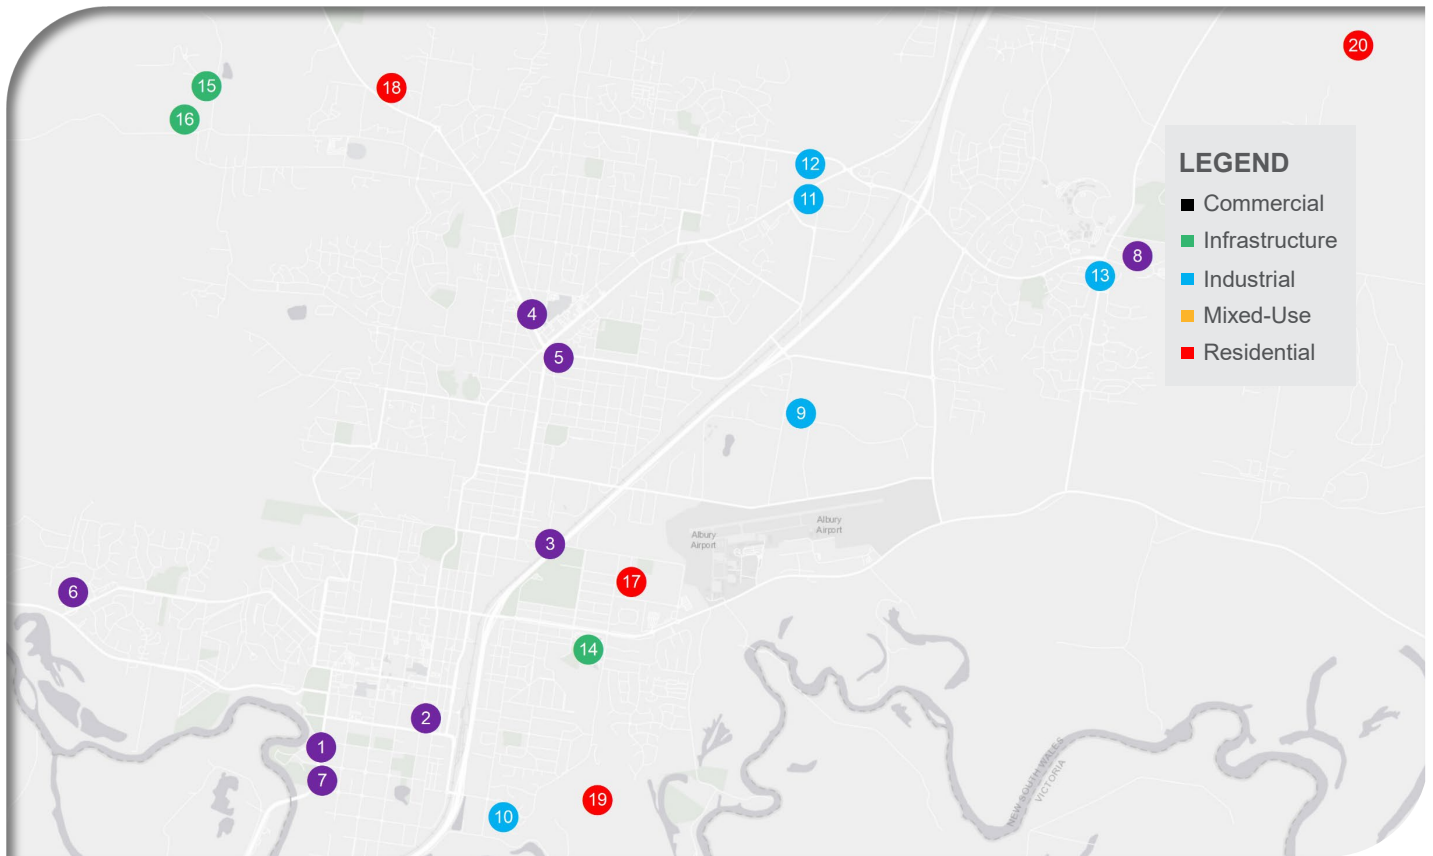 20
15
18
16
12
LEGEND
11
Commercial
Infrastructure
8
13
Industrial
4
Mixed-Use
5
Residential
9
Albury
Airport
Albury
Airport
3
17
6
14
2
1
7
NEW SOUTH WALES
VICTORIA
19
10